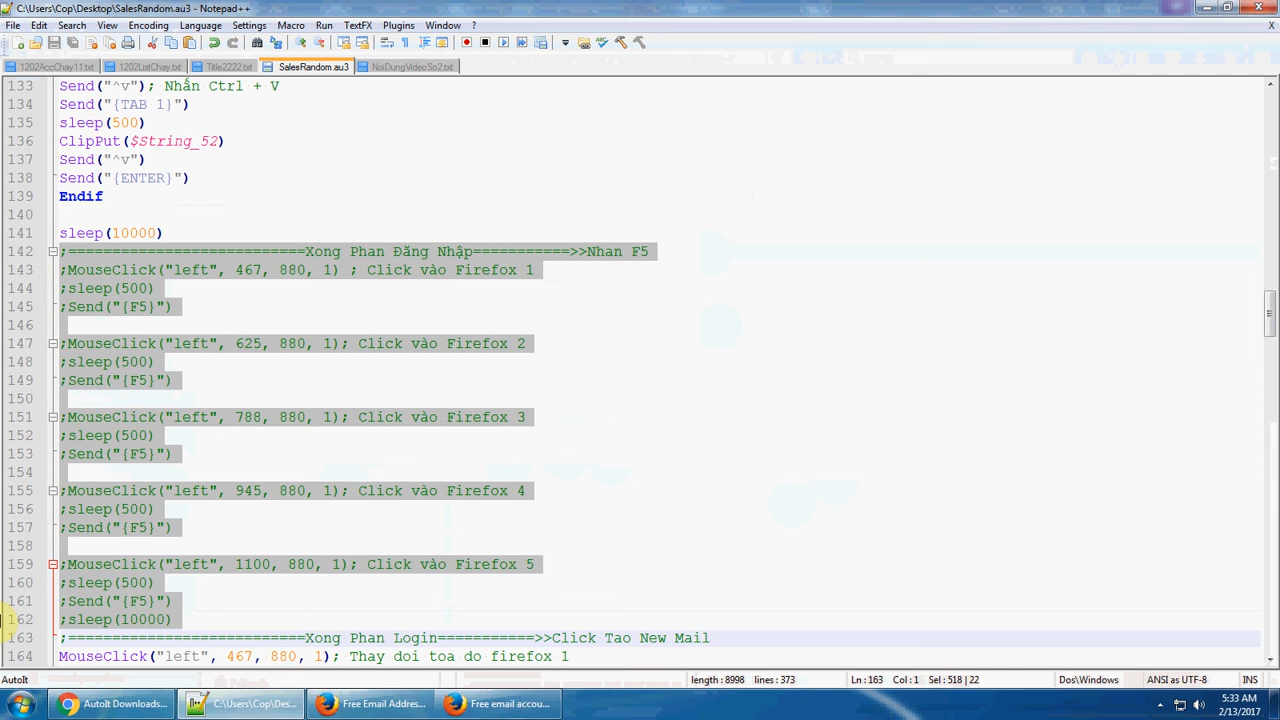 C:\Users\Cop\Desktop\SalesRandom.au3 - Notepad++
File Edit Search View Encoding Language Settings Macro Run TextFX Plugins Window ?
1202AccChay11.txt 1202ListChay.txt Title2222.txt SalesRandom.au3 NoiDungVideoSo2.txt
133 Send("^v"); Nhấn Ctrl + V
134 Send("{TAB 1}")
135 sleep(500)
136 ClipPut($String_52)
137 Send("^v")
138 Send("{ENTER}")
139 Endif
140
141 sleep(10000)
142 ;===========================Xong Phan Đăng Nhập===========>>Nhan F5
143 ;MouseClick("left", 467, 880, 1) ; Click vào Firefox 1
144 ;sleep(500)
145 ;Send("{F5}")
146
147 ;MouseClick("left", 625, 880, 1); Click vào Firefox 2
148 ;sleep(500)
149 ;Send("{F5}")
150
151 ;MouseClick("left", 788, 880, 1); Click vào Firefox 3
152 ;sleep(500)
153 ;Send("{F5}")
154
155 ;MouseClick("left", 945, 880, 1); Click vào Firefox 4
156 ;sleep(500)
157 ;Send("{F5}")
158
159 ;MouseClick("left", 1100, 880, 1); Click vào Firefox 5
160 ;sleep(500)
161 ;Send("{F5}")
162 ;sleep(10000)
163 ;===========================Xong Phan Login===========>>Click Tao New Mail
164 MouseClick("left", 467, 880, 1); Thay doi toa do firefox 1
AutoIt length : 8998 lines : 373 Ln : 163 Col : 1 Sel : 518 | 22 Dos\Windows ANSI as UTF-8 INS
AutoIt Downloads... C:\Users\Cop\Des... Free Email Addres... Free email accou... 5:33 AM
2/13/2017